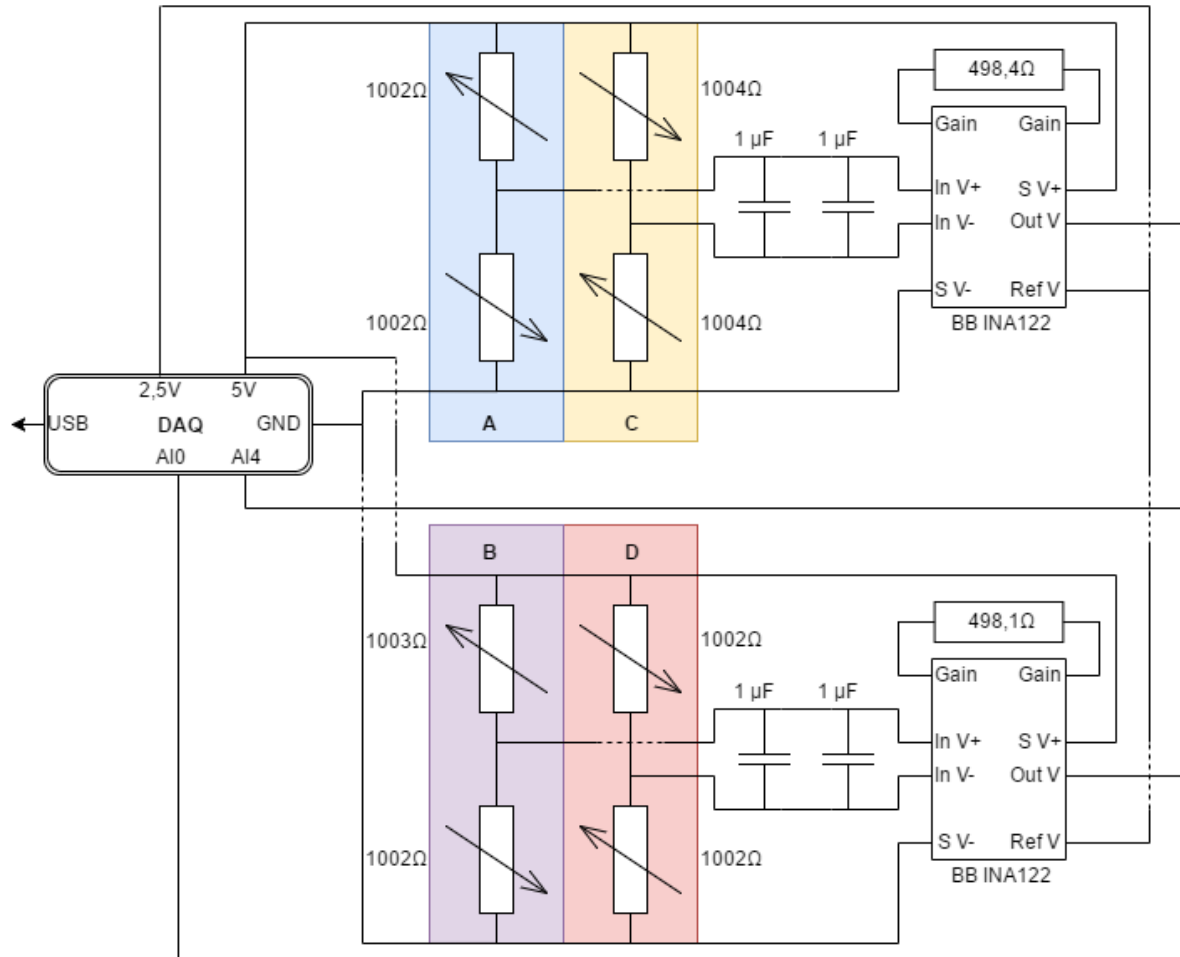 1002Ω
1004Ω
498,4Ω
Gain
Gain
1 µF
1 µF
In V+
S V+
In V-
Out V
1002Ω
1004Ω
S V-
Ref V
BB INA122
2,5V
5V
USB
DAQ
GND
AI0
AI4
A
C
B
D
1003Ω
1002Ω
498,1Ω
Gain
Gain
1 µF
1 µF
In V+
S V+
In V-
Out V
1002Ω
1002Ω
S V-
Ref V
BB INA122